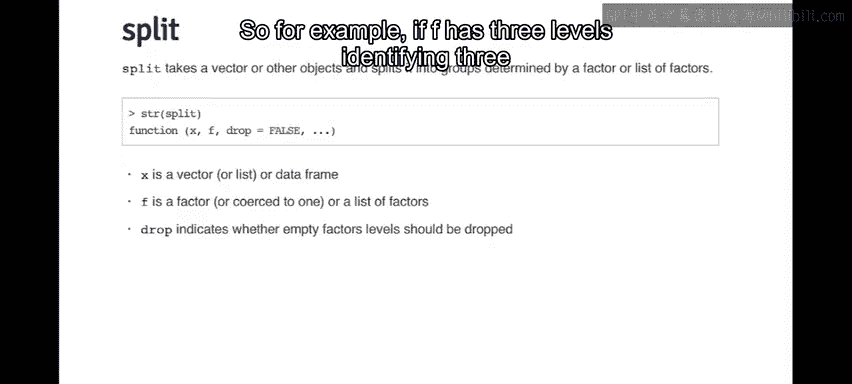 split
So for example, if f has three levels
identifying three
split takes a vector or other objects and splits it into groups determined by a factor or list of factors.
> str(split)
function (x, f, drop = FALSE, ...)
· x is a vector (or list) or data frame
· f is a factor (or coerced to one) or a list of factors
· drop indicates whether empty factors levels should be dropped